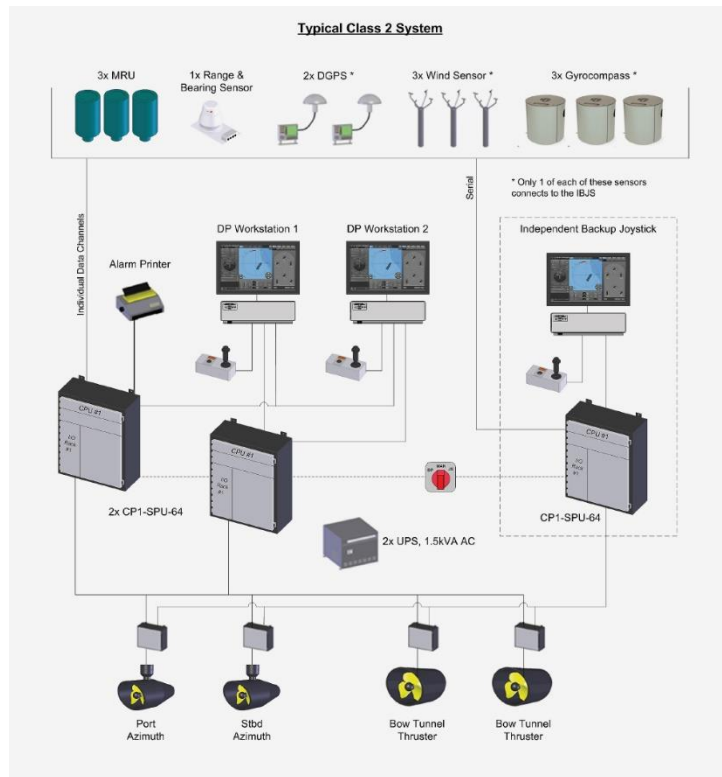 Typical Class 2 System
3x MRU
1x Range &
Bearing Sensor
2x DGPS *
3x Wind Sensor *
3x Gyrocompass *
Individual Data Channels
Serial
* Only 1 of each of these sensors
connects to the IBJS
Alarm Printer
DP Workstation 1
DP Workstation 2
Independent Backup Joystick
CPU #1
I/O
Rack
#1
CPU #1
I/O
Rack
#1
DP MAN JS
CPU #1
I/O
Rack
#1
2x CP1-SPU-64
CP1-SPU-64
2x UPS, 1.5kVA AC
Port
Azimuth
Stbd
Azimuth
Bow Tunnel
Thruster
Bow Tunnel
Thruster